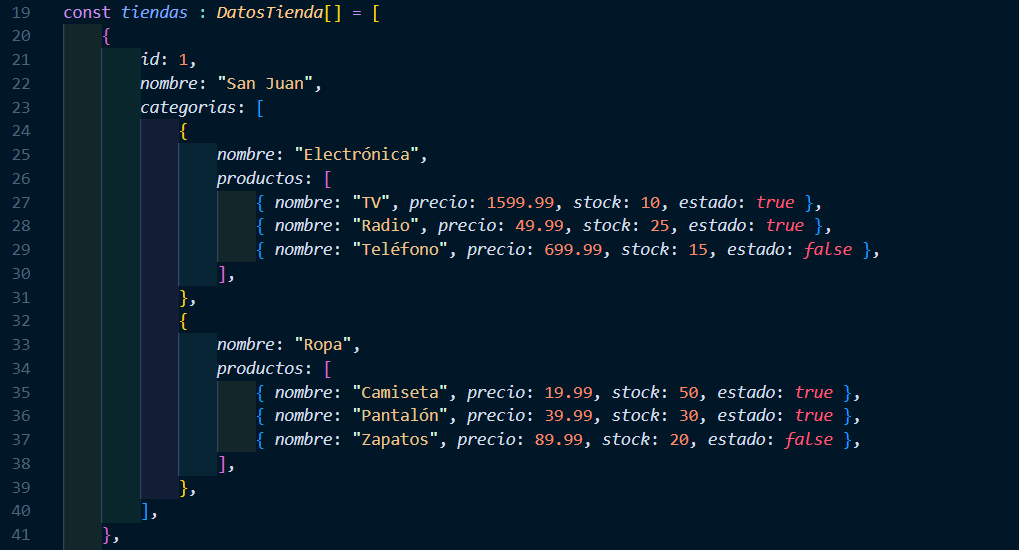 19 const tiendas : DatosTienda[] = [
20 {
21 id: 1,
22 nombre: "San Juan",
23 categorias: [
24 {
25 nombre: "Electrónica",
26 productos: [
27 { nombre: "TV", precio: 1599.99, stock: 10, estado: true },
28 { nombre: "Radio", precio: 49.99, stock: 25, estado: true },
29 { nombre: "Teléfono", precio: 699.99, stock: 15, estado: false },
30 ],
31 },
32 {
33 nombre: "Ropa",
34 productos: [
35 { nombre: "Camiseta", precio: 19.99, stock: 50, estado: true },
36 { nombre: "Pantalón", precio: 39.99, stock: 30, estado: true },
37 { nombre: "Zapatos", precio: 89.99, stock: 20, estado: false },
38 ],
39 },
40 ],
41 },